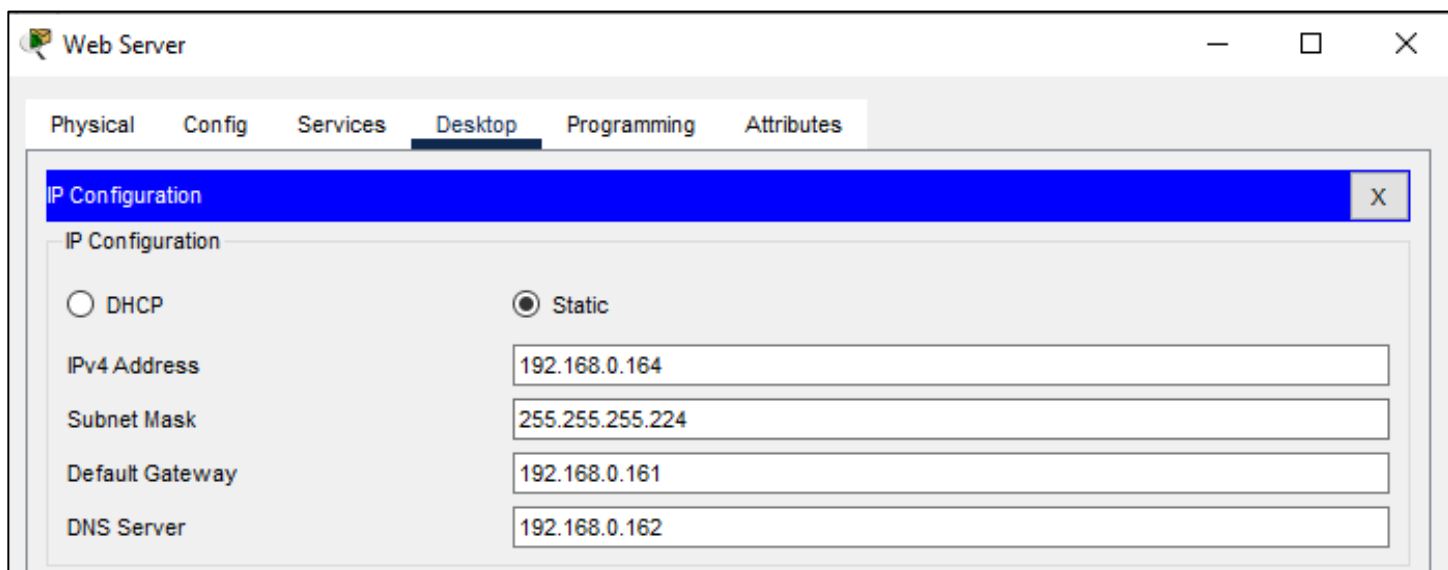 Web Server
Physical Config Services Desktop Programming Attributes
IP Configuration X
IP Configuration
DHCP Static
IPv4 Address 192.168.0.164
Subnet Mask 255.255.255.224
Default Gateway 192.168.0.161
DNS Server 192.168.0.162